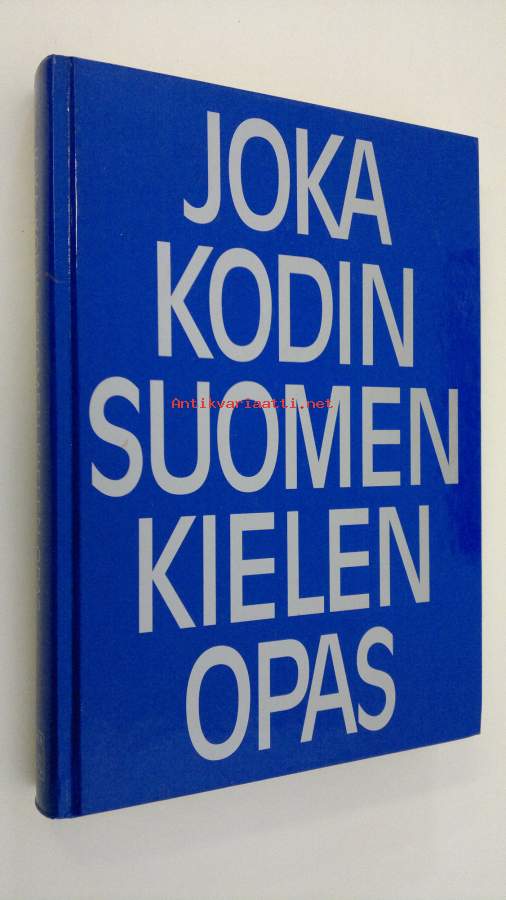 JOKA
KODIN
SUOMEN
Antikvariaatti.net
KIELEN
OPAS